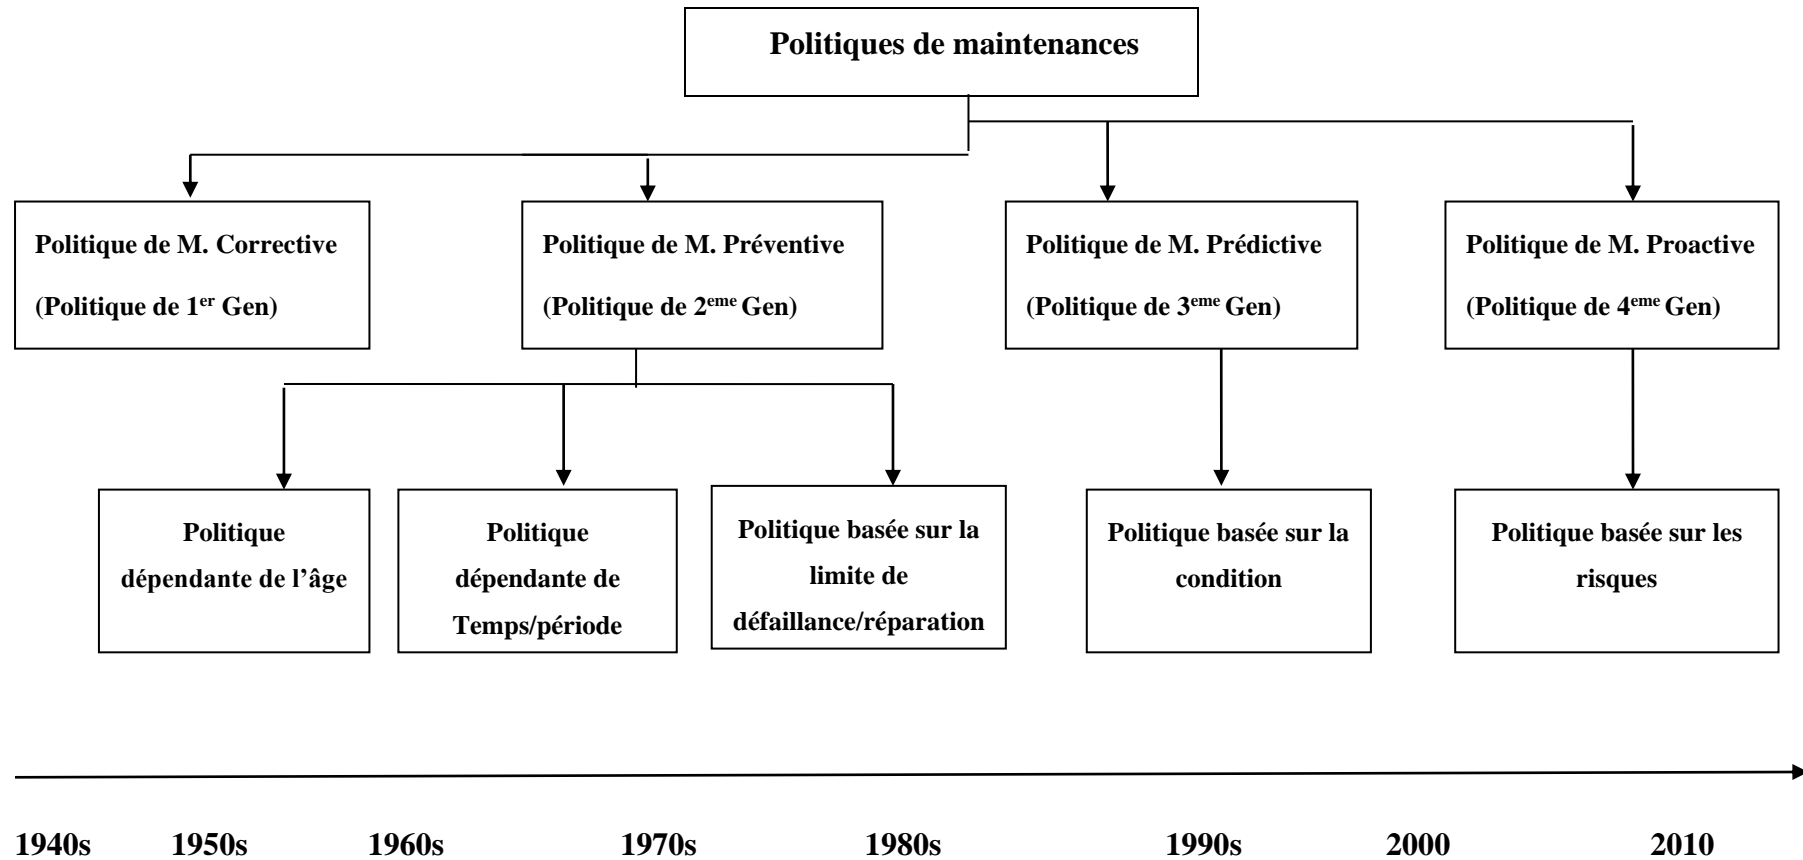 Politiques de maintenances
Politique de M. Corrective
(Politique de 1er Gen)
Politique de M. Préventive
(Politique de 2eme Gen)
Politique de M. Prédictive
(Politique de 3eme Gen)
Politique de M. Proactive
(Politique de 4eme Gen)
Politique
dépendante de l’âge
Politique
dépendante de
Temps/période
Politique basée sur la
limite de
défaillance/réparation
Politique basée sur la
condition
Politique basée sur les
risques
1940s 1950s 1960s 1970s 1980s 1990s 2000 2010